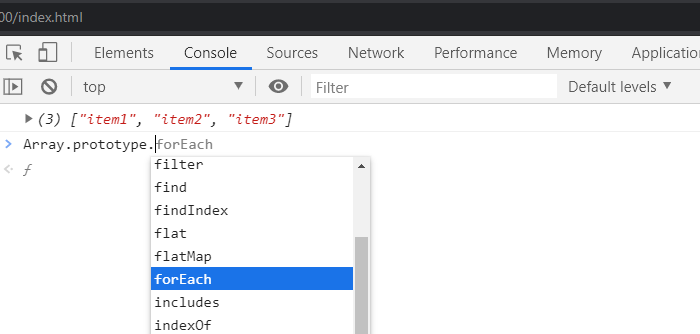 00/index.html
Elements Console Sources Network Performance Memory Application
top Filter Default levels
(3) ["item1", "item2", "item3"]
Array.prototype.forEach
f
filter
find
findIndex
flat
flatMap
forEach
includes
indexOf